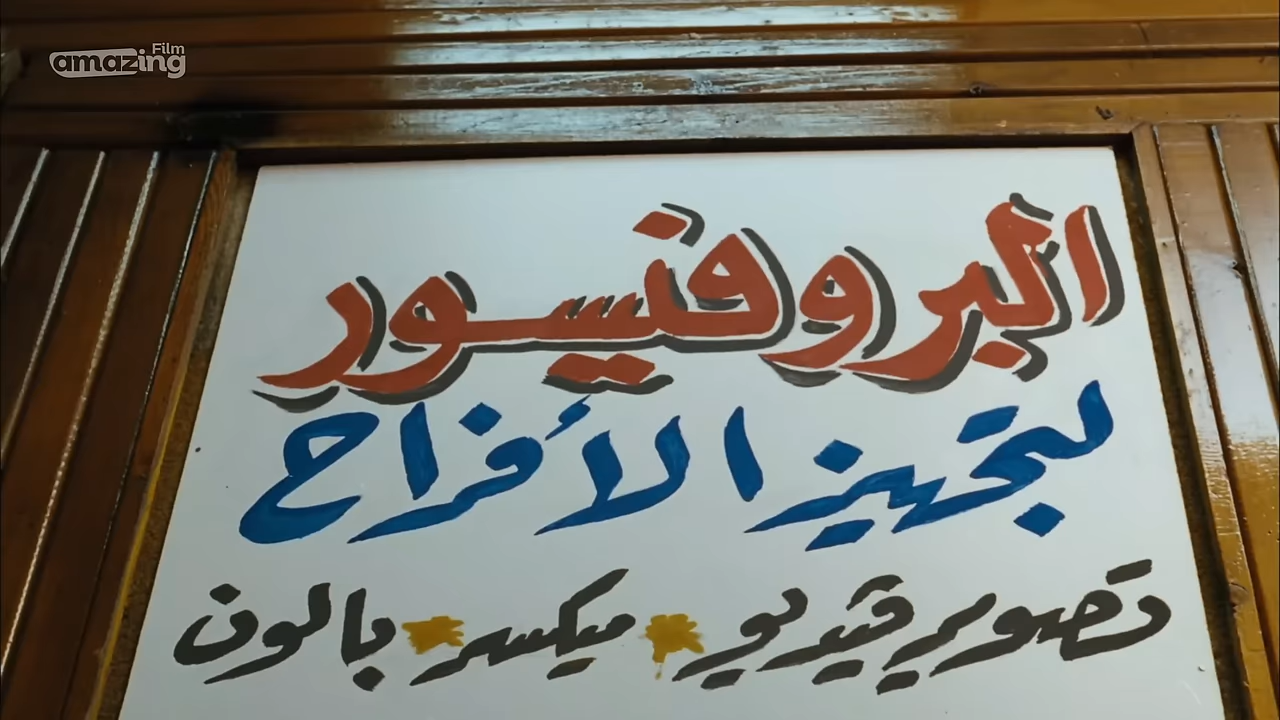 amazing Film
البروفيسور
لتجهيز الأفراح
تصوير فيديو * ميكسر * بالون